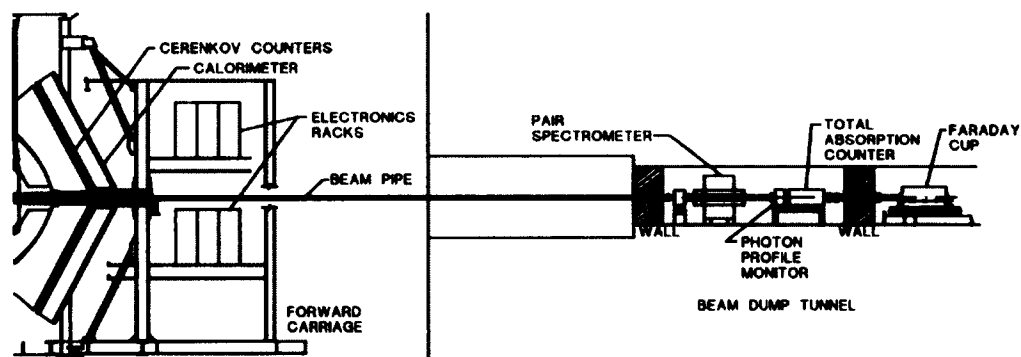 CERENKOV COUNTERS
CALORIMETER
ELECTRONICS
RACKS
BEAM PIPE
FORWARD
CARRIAGE
PAIR
SPECTROMETER
TOTAL
ABSORPTION
COUNTER
FARADAY
CUP
WALL
WALL
PHOTON
PROFILE
MONITOR
BEAM DUMP TUNNEL